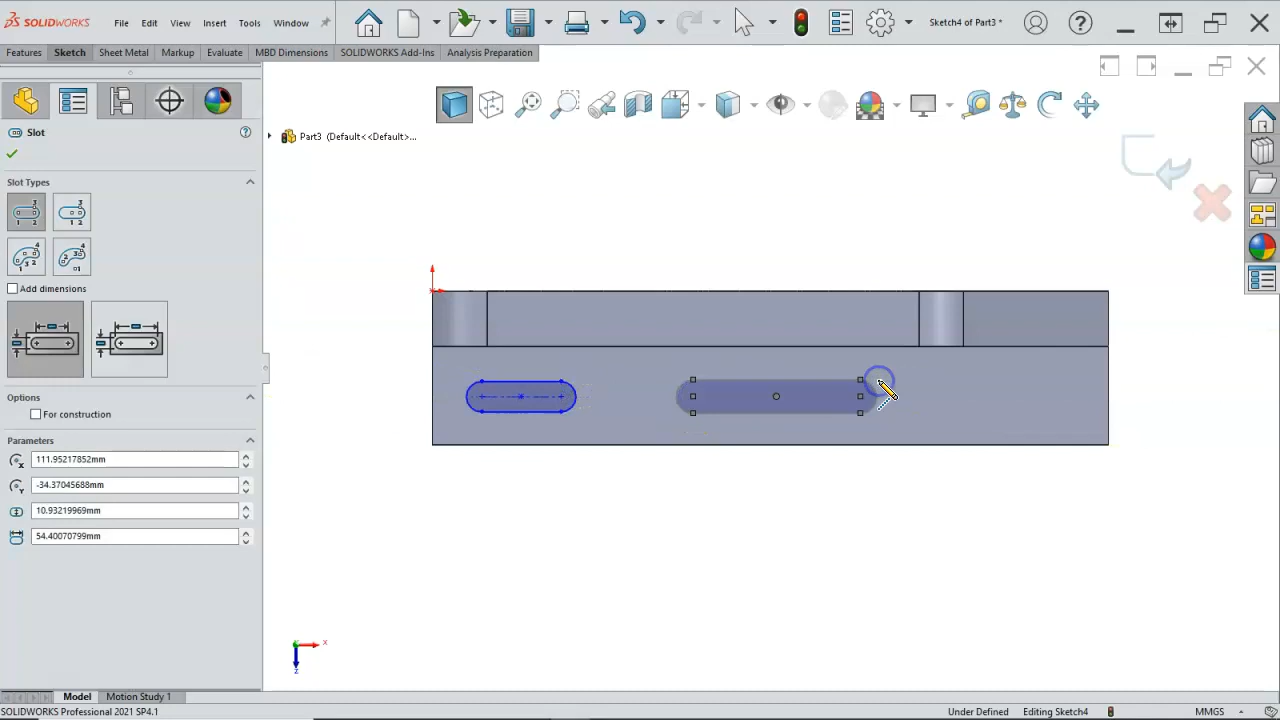 SOLIDWORKS File Edit View Insert Tools Window Sketch4 of Part3 *
Features Sketch Sheet Metal Markup Evaluate MBD Dimensions SOLIDWORKS Add-Ins Analysis Preparation
Slot
Part3 (Default<<Default>...
Slot Types
Add dimensions
Options
For construction
Parameters
111.95217852mm
-34.37045688mm
10.93219969mm
54.40070799mm
x
z
Model Motion Study 1
SOLIDWORKS Professional 2021 SP4.1 Under Defined Editing Sketch4 MMGS